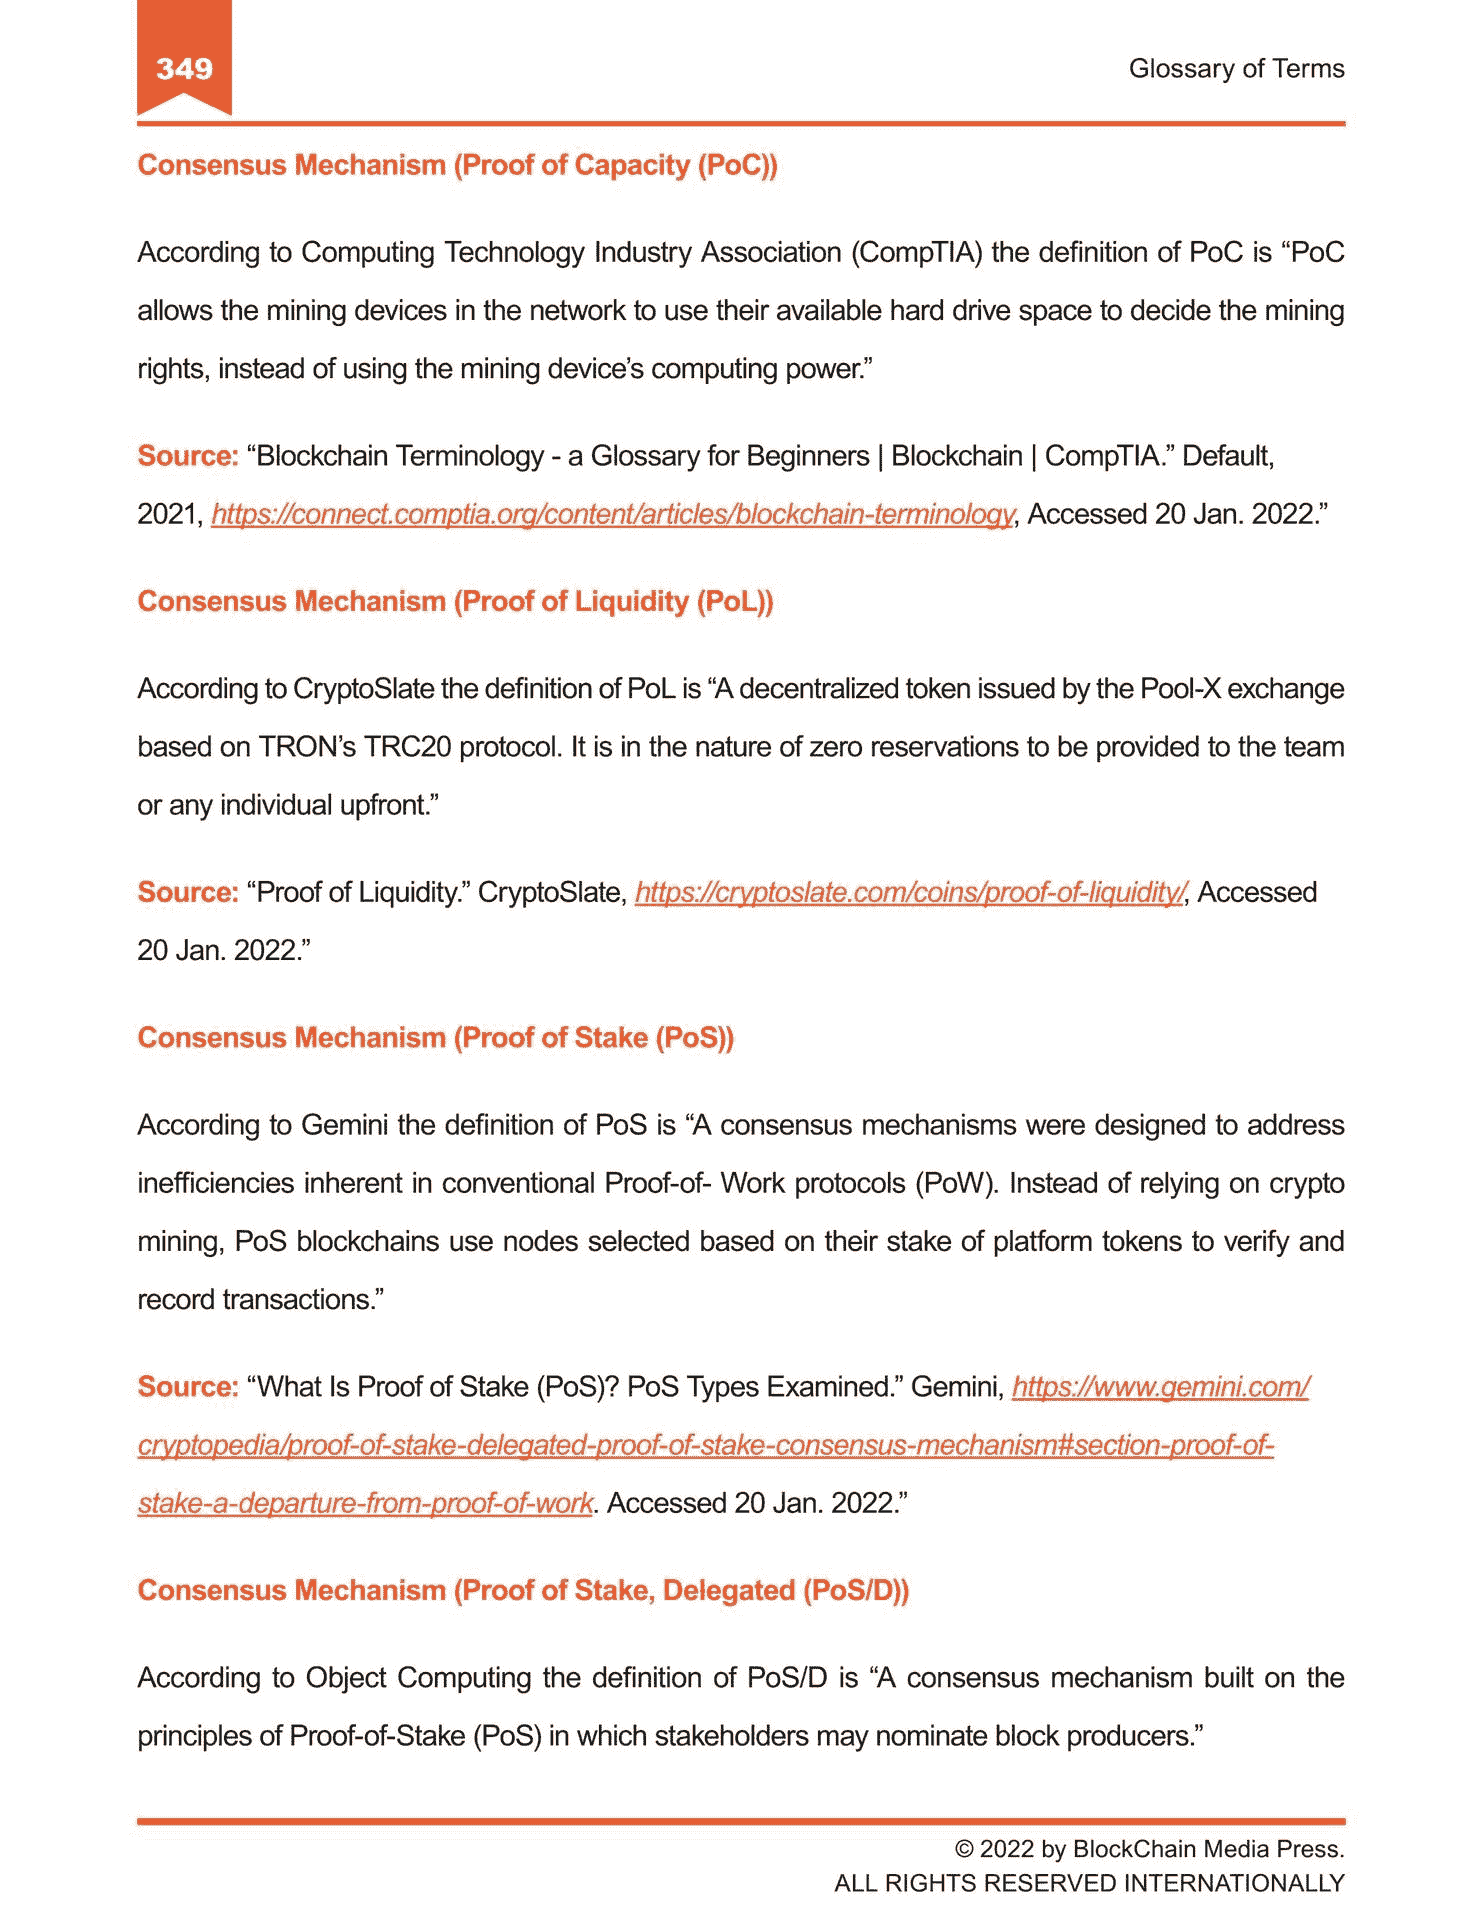 349
Glossary of Terms
Consensus Mechanism (Proof of Capacity (PoC))
According to Computing Technology Industry Association (CompTIA) the definition of PoC is “PoC
allows the mining devices in the network to use their available hard drive space to decide the mining
rights, instead of using the mining device’s computing power.”
Source: “Blockchain Terminology - a Glossary for Beginners | Blockchain | CompTIA.” Default,
2021, https://connect.comptia.org/content/articles/blockchain-terminology, Accessed 20 Jan. 2022.”
Consensus Mechanism (Proof of Liquidity (PoL))
According to CryptoSlate the definition of PoL is “A decentralized token issued by the Pool-X exchange
based on TRON’s TRC20 protocol. It is in the nature of zero reservations to be provided to the team
or any individual upfront.”
Source: “Proof of Liquidity.” CryptoSlate, https://cryptoslate.com/coins/proof-of-liquidity/, Accessed
20 Jan. 2022.”
Consensus Mechanism (Proof of Stake (PoS))
According to Gemini the definition of PoS is “A consensus mechanisms were designed to address
inefficiencies inherent in conventional Proof-of- Work protocols (PoW). Instead of relying on crypto
mining, PoS blockchains use nodes selected based on their stake of platform tokens to verify and
record transactions.”
Source: “What Is Proof of Stake (PoS)? PoS Types Examined.” Gemini, https://www.gemini.com/
cryptopedia/proof-of-stake-delegated-proof-of-stake-consensus-mechanism#section-proof-of-
stake-a-departure-from-proof-of-work. Accessed 20 Jan. 2022.”
Consensus Mechanism (Proof of Stake, Delegated (PoS/D))
According to Object Computing the definition of PoS/D is “A consensus mechanism built on the
principles of Proof-of-Stake (PoS) in which stakeholders may nominate block producers.”
© 2022 by BlockChain Media Press.
ALL RIGHTS RESERVED INTERNATIONALLY